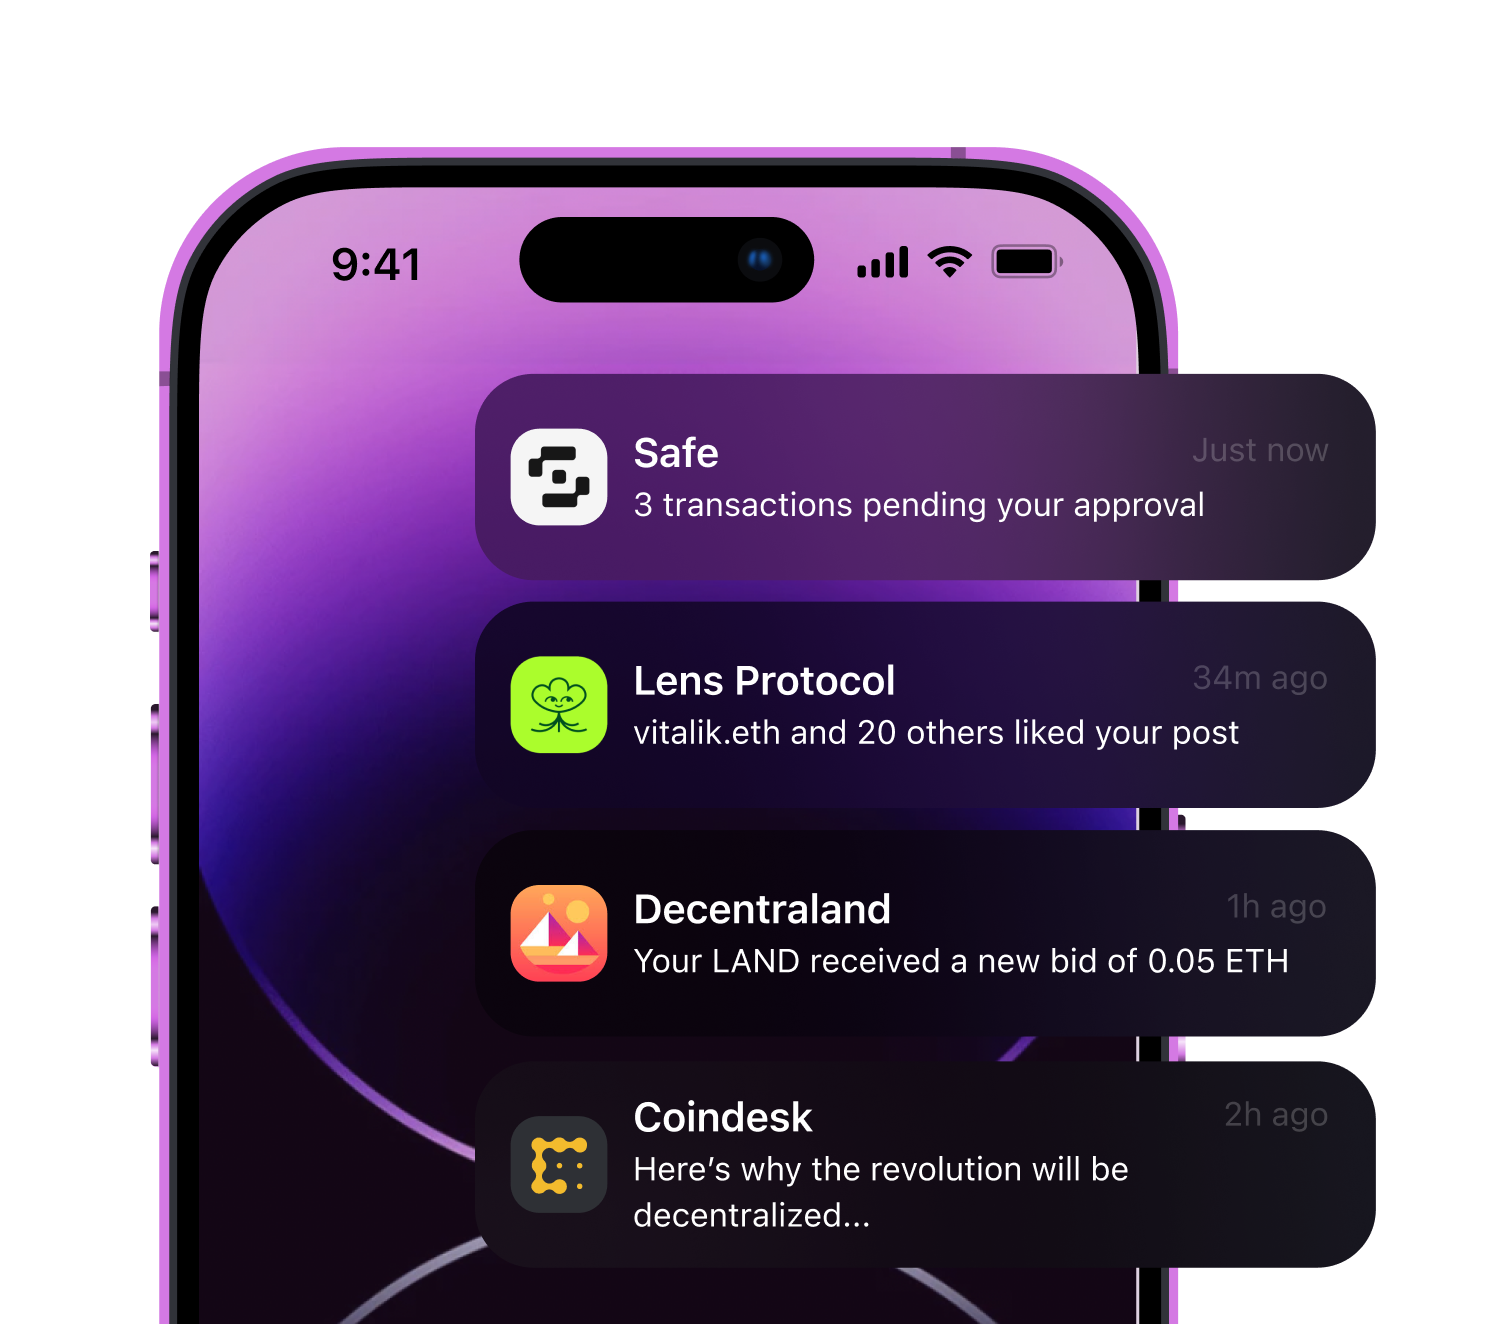 9:41
Safe
Just now
3 transactions pending your approval
Lens Protocol
34m ago
vitalik.eth and 20 others liked your post
Decentraland
1h ago
Your LAND received a new bid of 0.05 ETH
Coindesk
2h ago
Here’s why the revolution will be
decentralized...